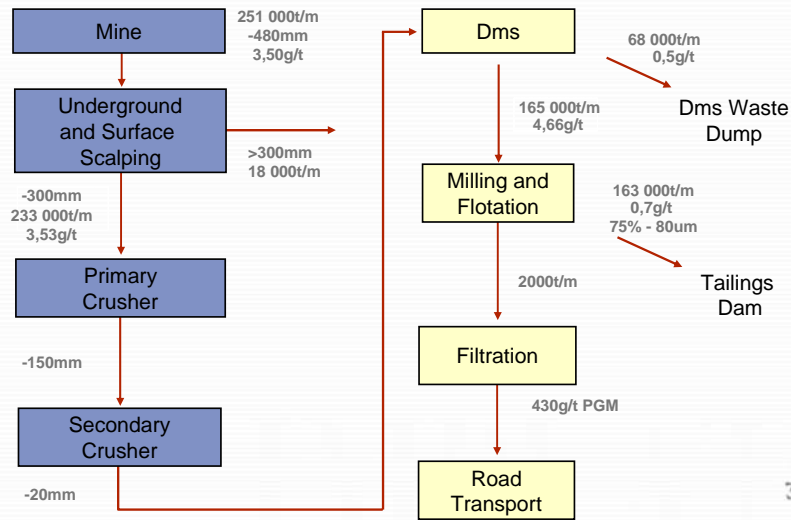 Mine
251 000t/m
-480mm
3,50g/t
Underground
and Surface
Scalping
>300mm
18 000t/m
-300mm
233 000t/m
3,53g/t
Primary
Crusher
-150mm
Secondary
Crusher
-20mm
Dms
68 000t/m
0,5g/t
Dms Waste
Dump
165 000t/m
4,66g/t
Milling and
Flotation
163 000t/m
0,7g/t
75% - 80um
Tailings
Dam
2000t/m
Filtration
430g/t PGM
Road
Transport